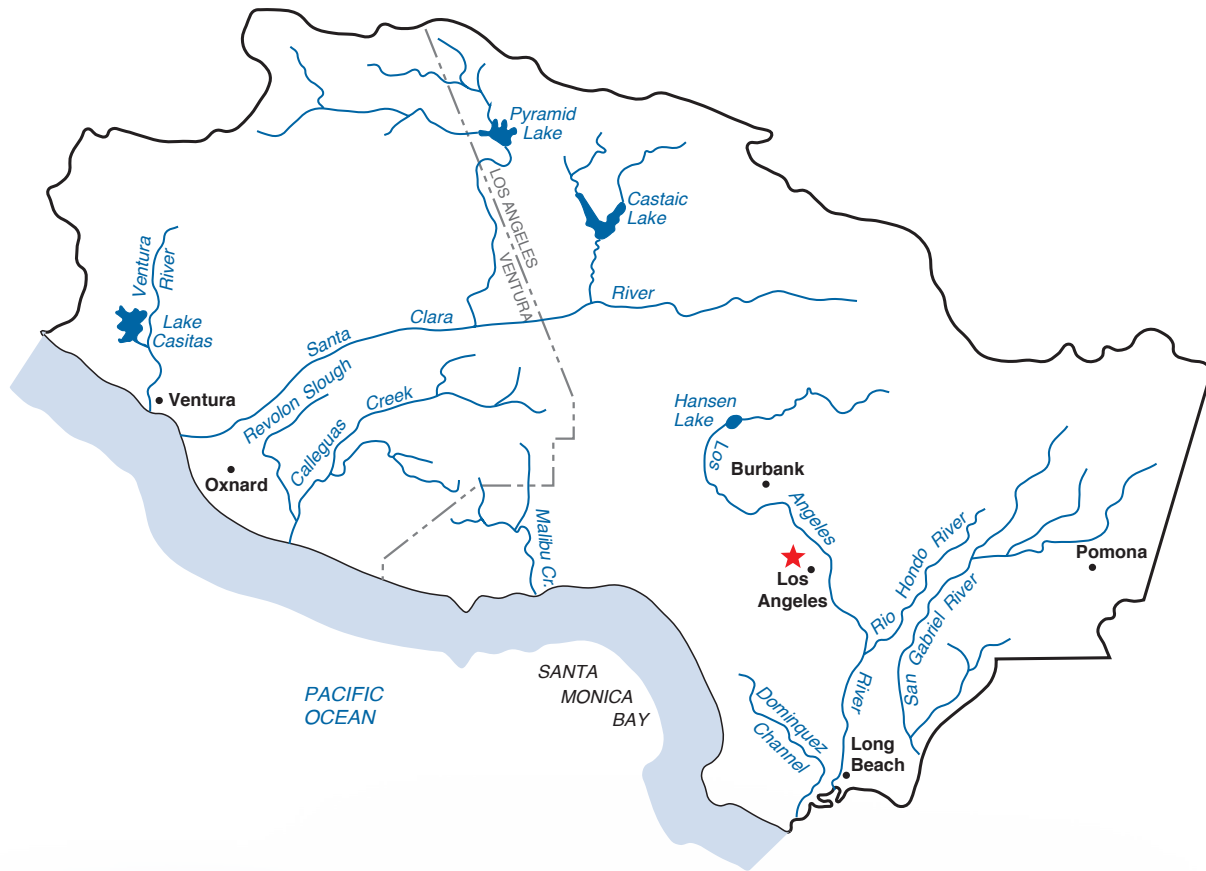 Pyramid
Lake
LOS ANGELES
VENTURA
Castaic
Lake
Ventura
River
Lake
Casitas
Santa Clara River
Ventura
Revolon Slough
Calleguas Creek
Oxnard
Hansen
Lake
Los Angeles River
Burbank
Malibu Cr.
Los
Angeles
Rio Hondo River
San Gabriel River
Pomona
PACIFIC
OCEAN
SANTA
MONICA
BAY
Dominquez
Channel
Long
Beach